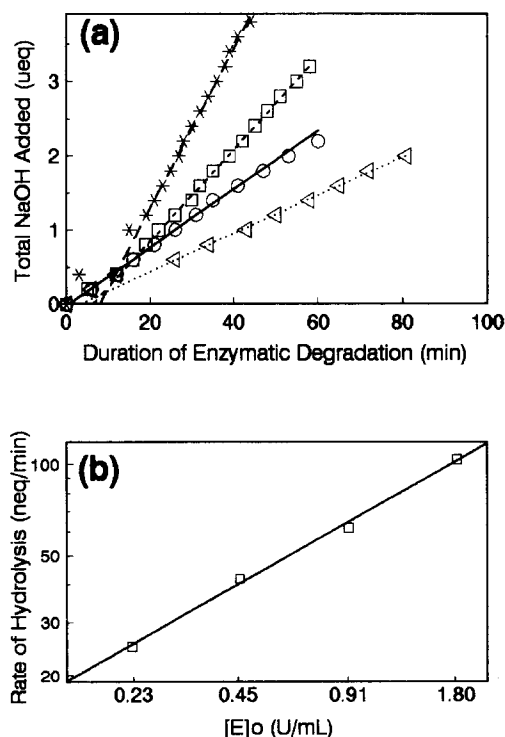 (a)
Total NaOH Added (ueq)
3
2
1
0
0 20 40 60 80 100
Duration of Enzymatic Degradation (min)
(b)
Rate of Hydrolysis (neq/min)
100
50
30
20
0.23 0.45 0.91 1.80
[E]o (U/mL)